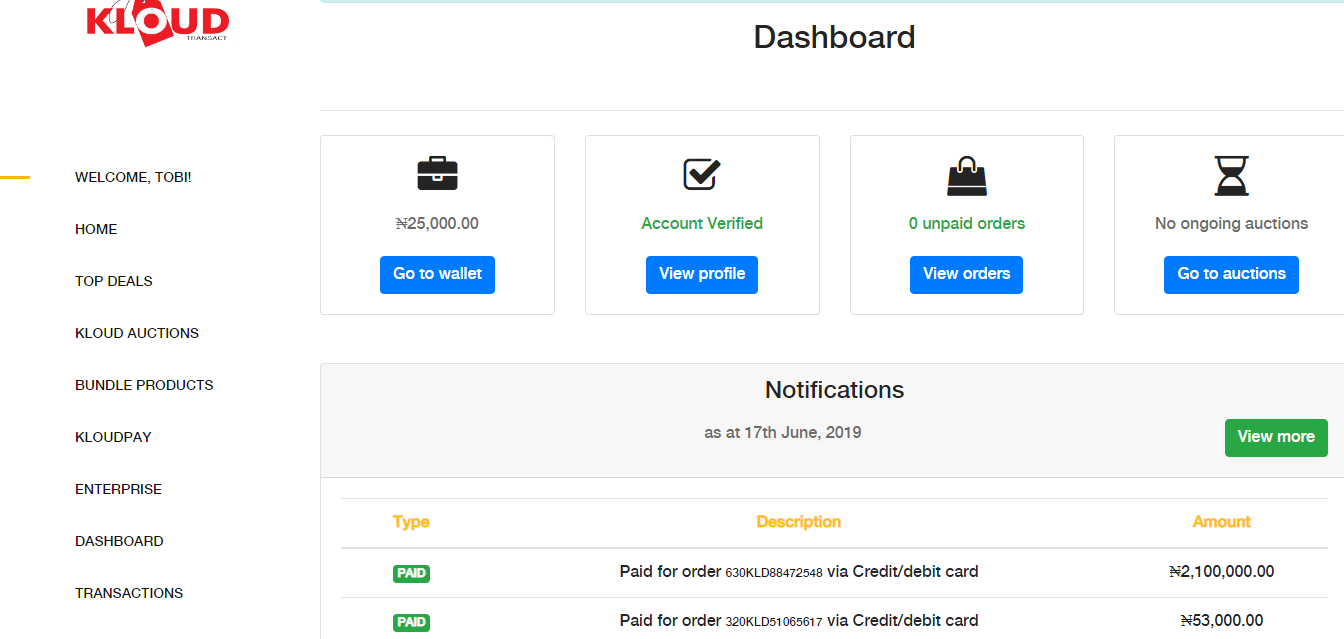 KLOUD
TRANSACT
Dashboard
WELCOME, TOBI!
HOME
TOP DEALS
KLOUD AUCTIONS
BUNDLE PRODUCTS
KLOUDPAY
ENTERPRISE
DASHBOARD
TRANSACTIONS
₦25,000.00
Go to wallet
Account Verified
View profile
0 unpaid orders
View orders
No ongoing auctions
Go to auctions
Notifications
as at 17th June, 2019
View more
Type Description Amount
PAID Paid for order 630KLD88472548 via Credit/debit card ₦2,100,000.00
PAID Paid for order 320KLD51065617 via Credit/debit card ₦53,000.00